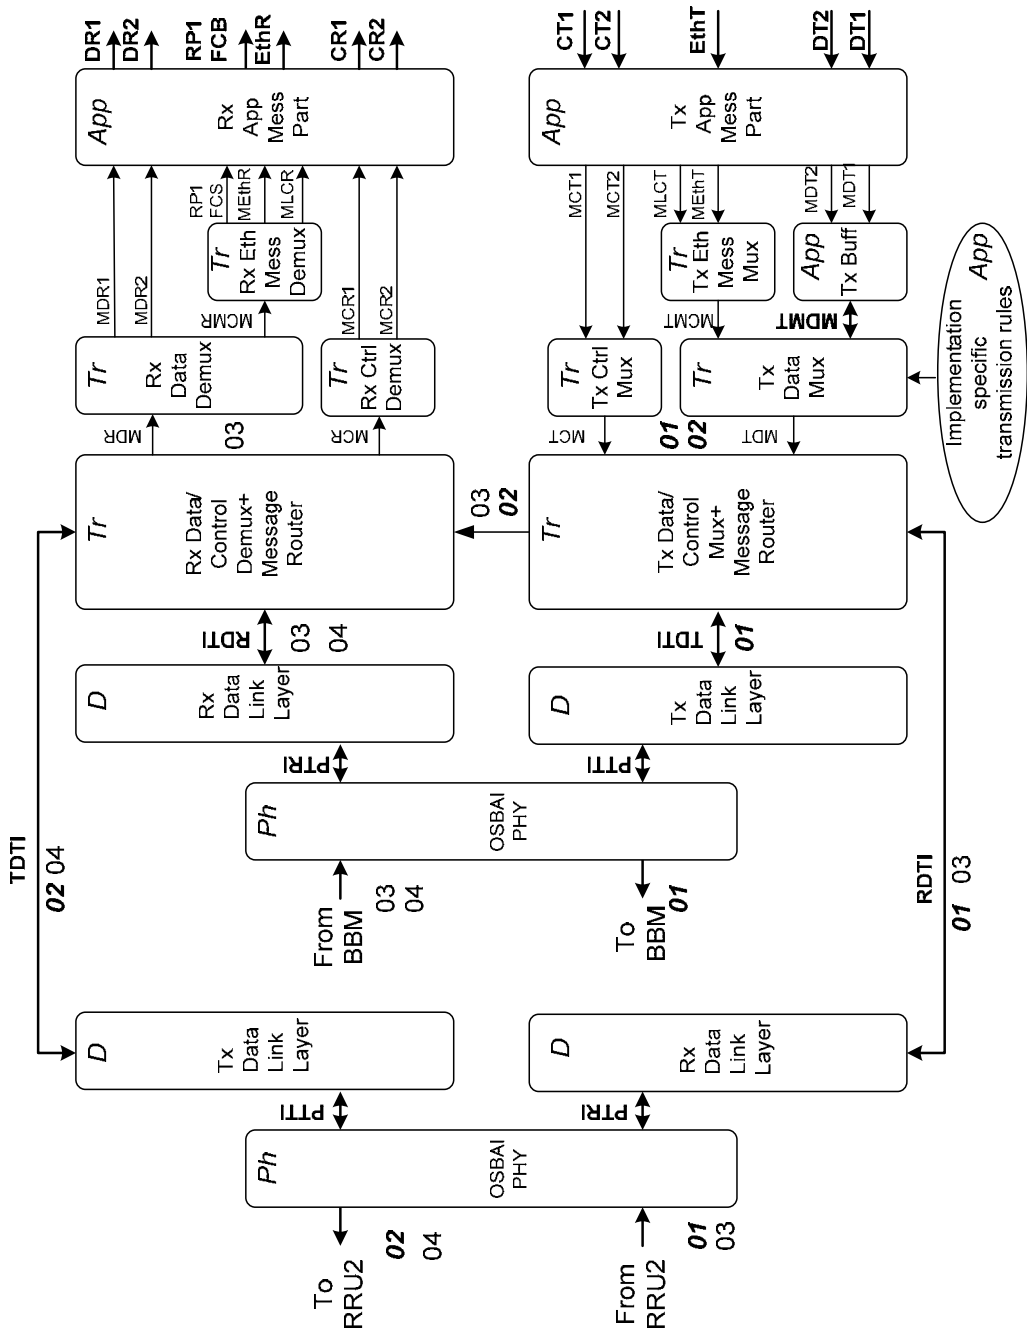 DR1
DR2
RP1
FCB
EthR
CR1
CR2
CT1
CT2
EthT
DT2
DT1
App
Rx
App
Mess
Part
App
Tx
App
Mess
Part
MDR1
MDR2
RP1
FCS
MEthR
MLCR
MCR1
MCR2
MCT1
MCT2
MLCT
MEthT
MDT2
MDT1
Tr
Rx Eth
Mess
Demux
Tr
Tx Eth
Mess
Mux
App
Tx Buff
MCMR
MCMT
MDMT
Tr
Rx
Data
Demux
Tr
Rx Ctrl
Demux
Tr
Tx Ctrl
Mux
Tr
Tx
Data
Mux
Implementation
specific
transmission rules
App
MDR
03
MCR
MCT
01
02
MDT
Tr
Rx Data/
Control
Demux+
Message
Router
03
02
Tr
Tx Data/
Control
Mux+
Message
Router
RDTI
03
04
TDTI
01
D
Rx
Data
Link
Layer
D
Tx
Data
Link
Layer
PTRI
PTTI
Ph
OSBAI
PHY
TDTI
02 04
RDTI
01 03
From
BBM
03
04
To
BBM
01
D
Tx
Data
Link
Layer
D
Rx
Data
Link
Layer
PTTI
PTRI
Ph
OSBAI
PHY
To
RRU2
02
04
From
RRU2
01
03